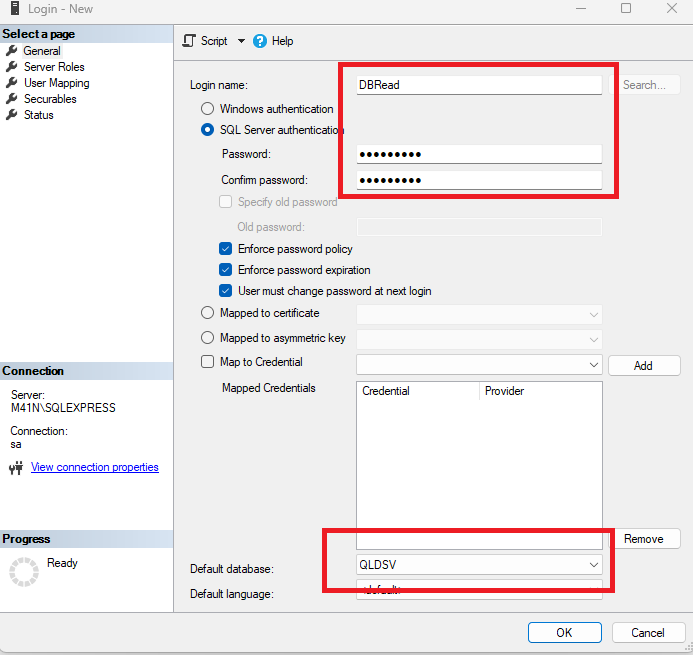 Login - New
Select a page
General
Server Roles
User Mapping
Securables
Status
Script
Help
Login name:
DBRead
Search...
Windows authentication
SQL Server authentication
Password:
●●●●●●●●●
Confirm password:
●●●●●●●●●
Specify old password
Old password:
Enforce password policy
Enforce password expiration
User must change password at next login
Mapped to certificate
Mapped to asymmetric key
Map to Credential
Add
Mapped Credentials
Credential
Provider
Remove
Default database:
QLDSV
Default language:
<default>
Connection
Server:
M41N\SQLEXPRESS
Connection:
sa
View connection properties
Progress
Ready
OK
Cancel